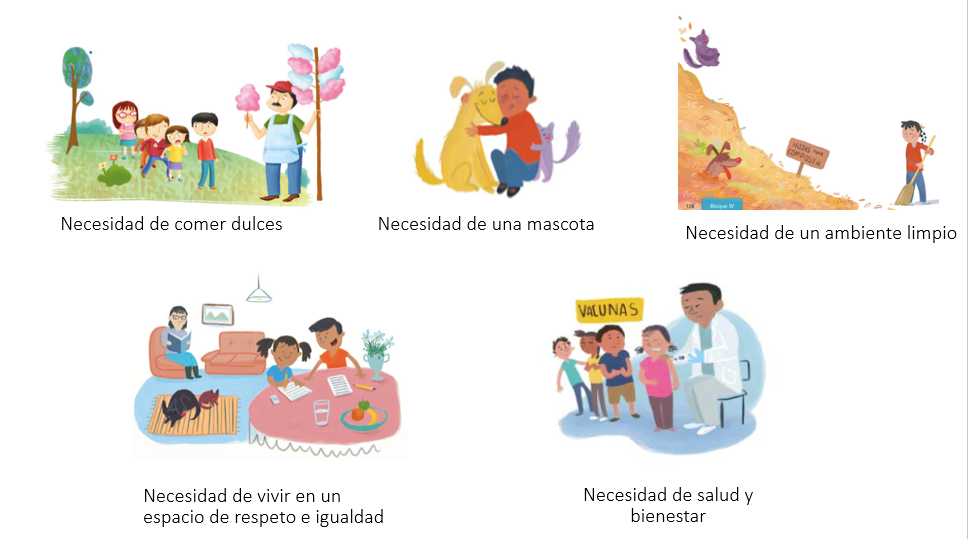 HOJAS PARA
COMPOSTA
128
Bloque IV
Necesidad de comer dulces
Necesidad de una mascota
Necesidad de un ambiente limpio
VACUNAS
Necesidad de vivir en un
espacio de respeto e igualdad
Necesidad de salud y
bienestar